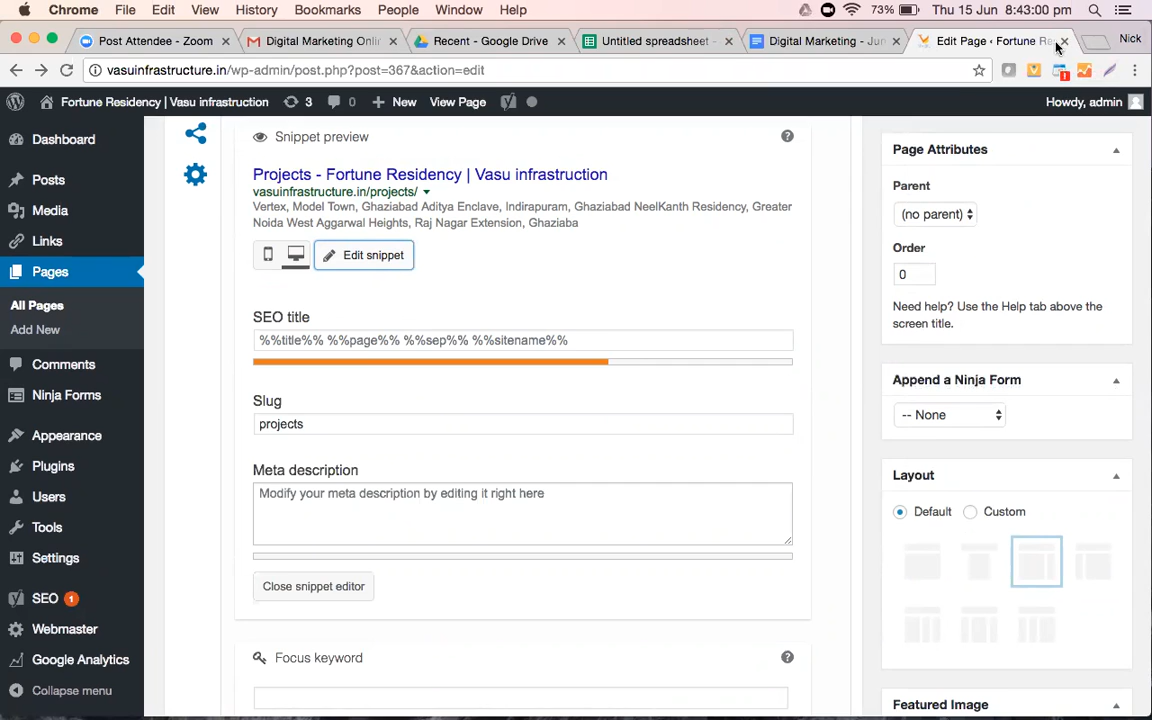 Chrome File Edit View History Bookmarks People Window Help 73% Thu 15 Jun 8:43:00 pm
Post Attendee - Zoom Digital Marketing Onli Recent - Google Drive Untitled spreadsheet - Digital Marketing - Jun Edit Page ‹ Fortune Re Nick
vasuinfrastructure.in/wp-admin/post.php?post=367&action=edit 1
Fortune Residency | Vasu infrastruction 3 0 New View Page Howdy, admin
Dashboard
Posts
Media
Links
Pages
All Pages
Add New
Comments
Ninja Forms
Appearance
Plugins
Users
Tools
Settings
SEO 1
Webmaster
Google Analytics
Collapse menu
Snippet preview
Projects - Fortune Residency | Vasu infrastruction
vasuinfrastructure.in/projects/
Vertex, Model Town, Ghaziabad Aditya Enclave, Indirapuram, Ghaziabad NeelKanth Residency, Greater
Noida West Aggarwal Heights, Raj Nagar Extension, Ghaziaba
Edit snippet
SEO title
%%title%% %%page%% %%sep%% %%sitename%%
Slug
projects
Meta description
Modify your meta description by editing it right here
Close snippet editor
Focus keyword
Page Attributes
Parent
(no parent)
Order
0
Need help? Use the Help tab above the
screen title.
Append a Ninja Form
-- None
Layout
Default Custom
Featured Image